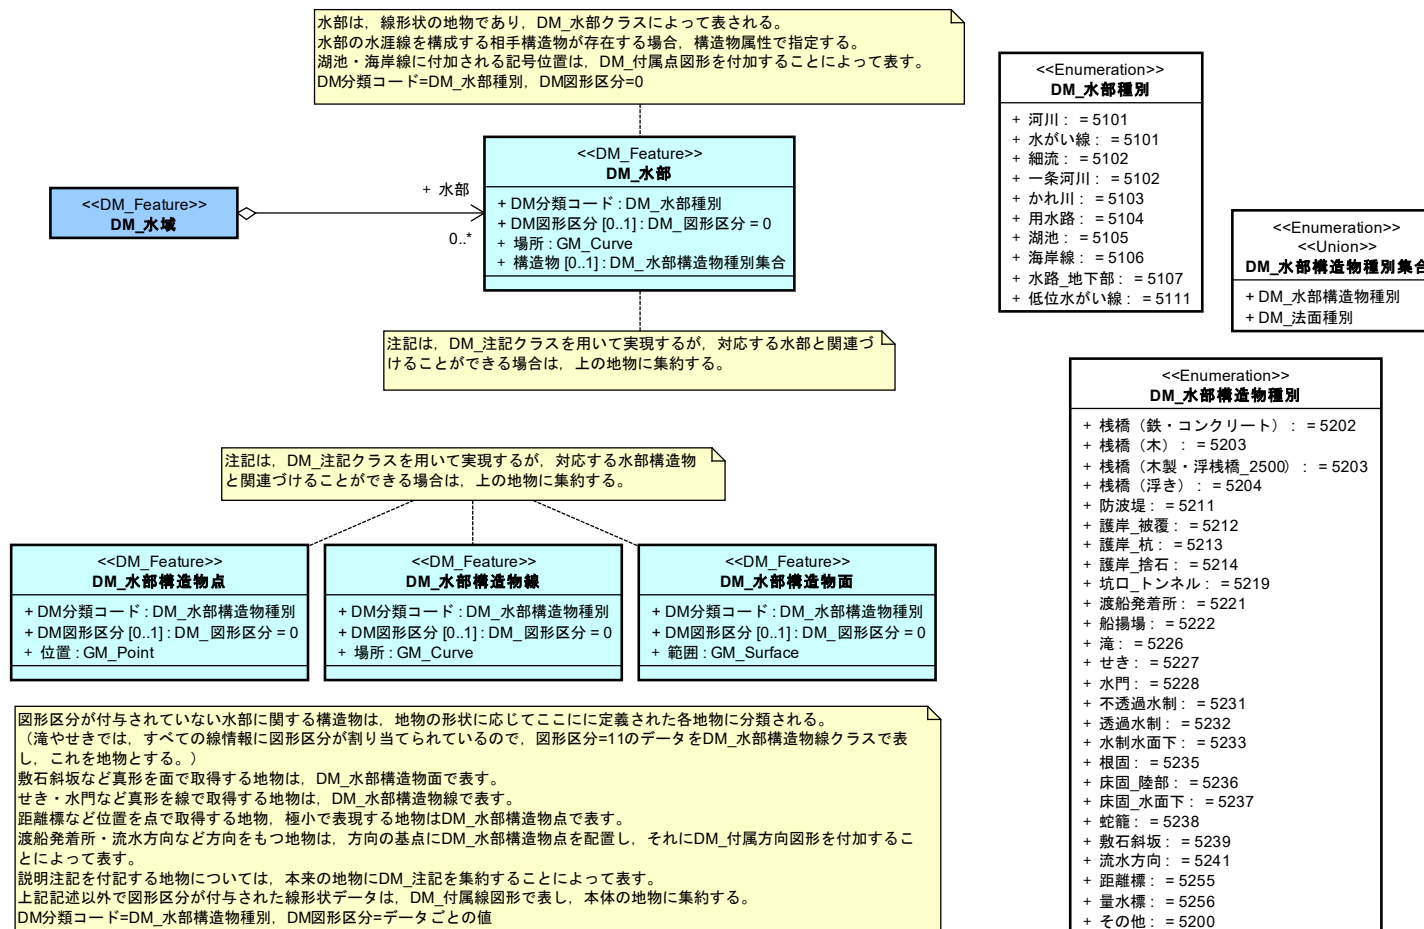 水部は，線形状の地物であり，DM_水部クラスによって表される。
水部の水涯線を構成する相手構造物が存在する場合，構造物属性で指定する。
湖池・海岸線に付加される記号位置は，DM_付属点図形を付加することによって表す。
DM分類コード=DM_水部種別，DM図形区分=0
<<DM_Feature>>
DM_水域
+ 水部
0..*
<<DM_Feature>>
DM_水部
+ DM分類コード : DM_水部種別
+ DM図形区分 [0..1] : DM_図形区分 = 0
+ 場所 : GM_Curve
+ 構造物 [0..1] : DM_水部構造物種別集合
注記は，DM_注記クラスを用いて実現するが，対応する水部と関連づ
けることができる場合は，上の地物に集約する。
<<Enumeration>>
DM_水部種別
+ 河川 : = 5101
+ 水がい線 : = 5101
+ 細流 : = 5102
+ 一条河川 : = 5102
+ かれ川 : = 5103
+ 用水路 : = 5104
+ 湖池 : = 5105
+ 海岸線 : = 5106
+ 水路_地下部 : = 5107
+ 低位水がい線 : = 5111
<<Enumeration>>
<<Union>>
DM_水部構造物種別集合
+ DM_水部構造物種別
+ DM_法面種別
注記は，DM_注記クラスを用いて実現するが，対応する水部構造物
と関連づけることができる場合は，上の地物に集約する。
<<DM_Feature>>
DM_水部構造物点
+ DM分類コード : DM_水部構造物種別
+ DM図形区分 [0..1] : DM_図形区分 = 0
+ 位置 : GM_Point
<<DM_Feature>>
DM_水部構造物線
+ DM分類コード : DM_水部構造物種別
+ DM図形区分 [0..1] : DM_図形区分 = 0
+ 場所 : GM_Curve
<<DM_Feature>>
DM_水部構造物面
+ DM分類コード : DM_水部構造物種別
+ DM図形区分 [0..1] : DM_図形区分 = 0
+ 範囲 : GM_Surface
<<Enumeration>>
DM_水部構造物種別
+ 桟橋（鉄・コンクリート） : = 5202
+ 桟橋（木） : = 5203
+ 桟橋（木製・浮桟橋_2500） : = 5203
+ 桟橋（浮き） : = 5204
+ 防波堤 : = 5211
+ 護岸_被覆 : = 5212
+ 護岸_杭 : = 5213
+ 護岸_捨石 : = 5214
+ 坑口_トンネル : = 5219
+ 渡船発着所 : = 5221
+ 船揚場 : = 5222
+ 滝 : = 5226
+ せき : = 5227
+ 水門 : = 5228
+ 不透過水制 : = 5231
+ 透過水制 : = 5232
+ 水制水面下 : = 5233
+ 根固 : = 5235
+ 床固_陸部 : = 5236
+ 床固_水面下 : = 5237
+ 蛇籠 : = 5238
+ 敷石斜坂 : = 5239
+ 流水方向 : = 5241
+ 距離標 : = 5255
+ 量水標 : = 5256
+ その他 : = 5200
図形区分が付与されていない水部に関する構造物は，地物の形状に応じてここにに定義された各地物に分類される。
（滝やせきでは，すべての線情報に図形区分が割り当てられているので，図形区分=11のデータをDM_水部構造物線クラスで表
し，これを地物とする。）
敷石斜坂など真形を面で取得する地物は，DM_水部構造物面で表す。
せき・水門など真形を線で取得する地物は，DM_水部構造物線で表す。
距離標など位置を点で取得する地物，極小で表現する地物はDM_水部構造物点で表す。
渡船発着所・流水方向など方向をもつ地物は，方向の基点にDM_水部構造物点を配置し，それにDM_付属方向図形を付加するこ
とによって表す。
説明注記を付記する地物については，本来の地物にDM_注記を集約することによって表す。
上記記述以外で図形区分が付与された線形状データは，DM_付属線図形で表し，本体の地物に集約する。
DM分類コード=DM_水部構造物種別，DM図形区分=データごとの値